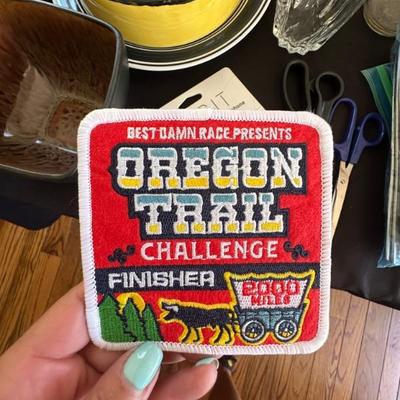 BEST DAMN RACE PRESENTS
OREGON
TRAIL
CHALLENGE
FINISHER
2000
MILES